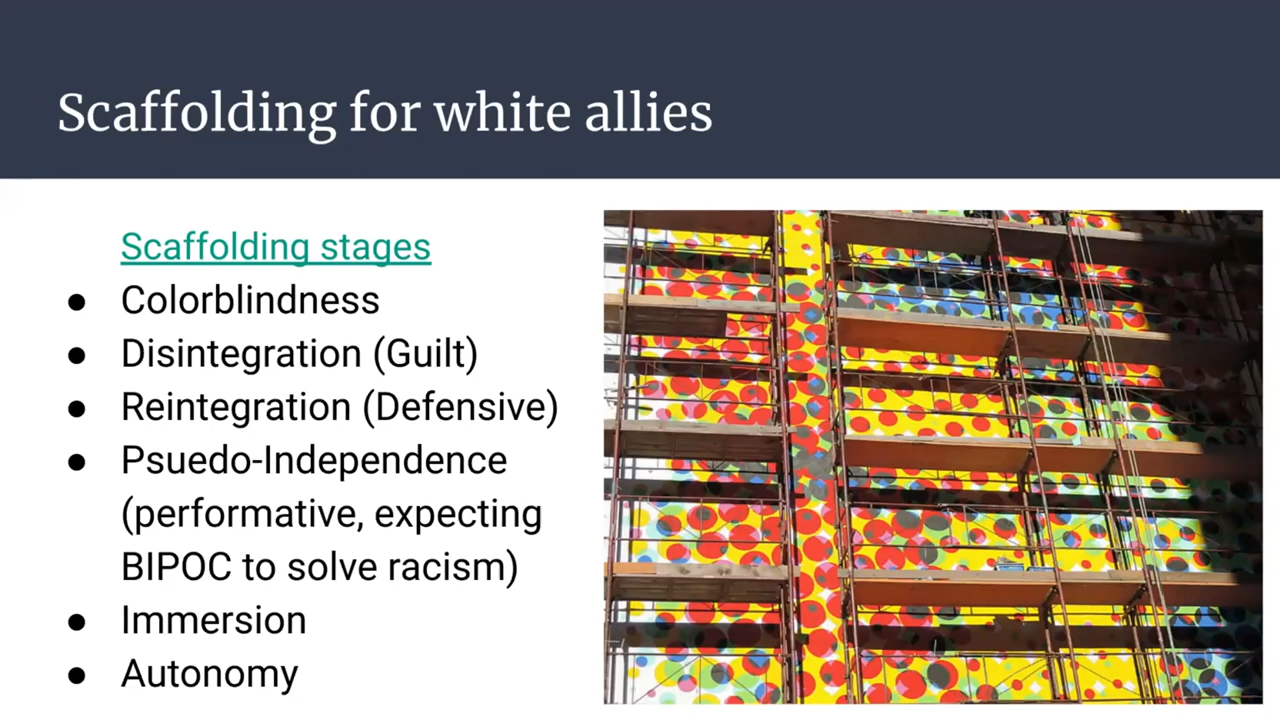 Scaffolding for white allies
Scaffolding stages
● Colorblindness
● Disintegration (Guilt)
● Reintegration (Defensive)
● Psuedo-Independence
(performative, expecting
BIPOC to solve racism)
● Immersion
● Autonomy